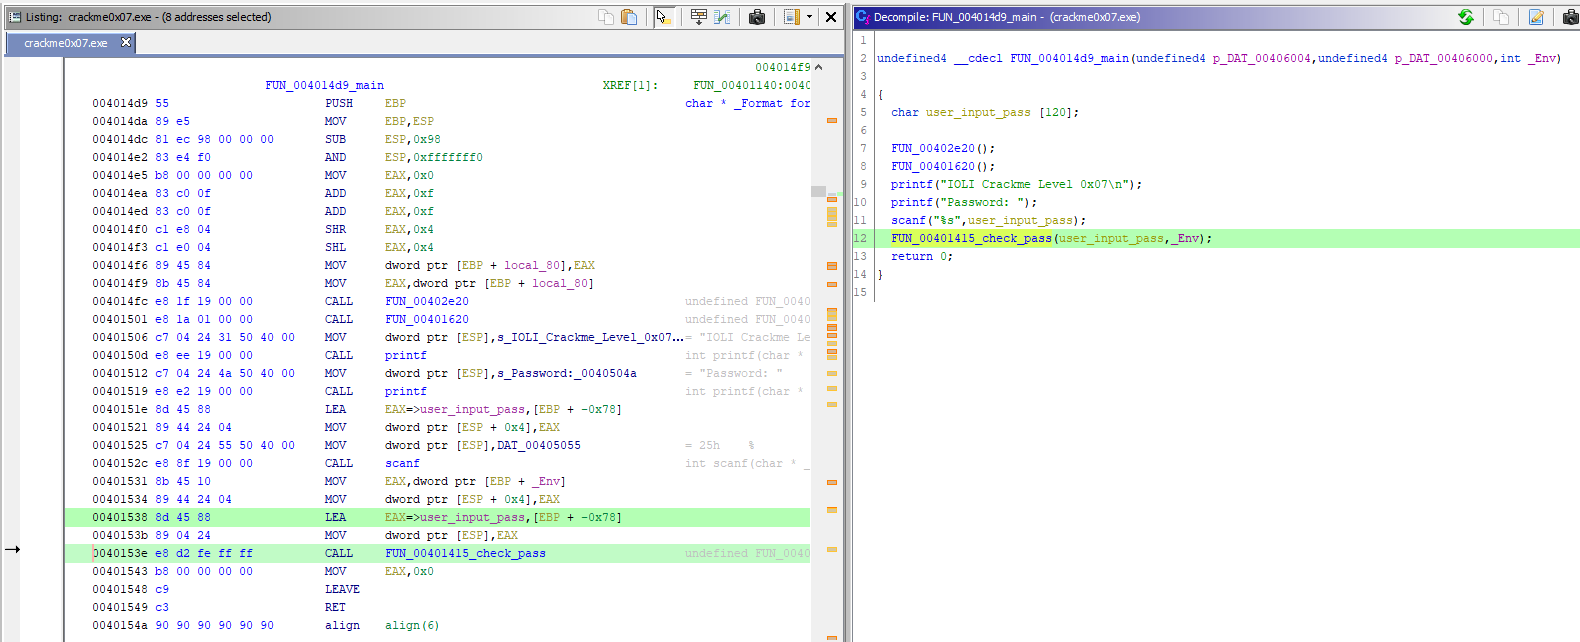 Listing: crackme0x07.exe - (8 addresses selected)
crackme0x07.exe
004014f9
FUN_004014d9_main XREF[1]: FUN_00401140:0040
004014d9 55 PUSH EBP char * _Format for
004014da 89 e5 MOV EBP,ESP
004014dc 81 ec 98 00 00 00 SUB ESP,0x98
004014e2 83 e4 f0 AND ESP,0xfffffff0
004014e5 b8 00 00 00 00 MOV EAX,0x0
004014ea 83 c0 0f ADD EAX,0xf
004014ed 83 c0 0f ADD EAX,0xf
004014f0 c1 e8 04 SHR EAX,0x4
004014f3 c1 e0 04 SHL EAX,0x4
004014f6 89 45 84 MOV dword ptr [EBP + local_80],EAX
004014f9 8b 45 84 MOV EAX,dword ptr [EBP + local_80]
004014fc e8 1f 19 00 00 CALL FUN_00402e20 undefined FUN_0040
00401501 e8 1a 01 00 00 CALL FUN_00401620 undefined FUN_0040
00401506 c7 04 24 31 50 40 00 MOV dword ptr [ESP],s_IOLI_Crackme_Level_0x07... = "IOLI Crackme Le
0040150d e8 ee 19 00 00 CALL printf int printf(char *
00401512 c7 04 24 4a 50 40 00 MOV dword ptr [ESP],s_Password:_0040504a = "Password: "
00401519 e8 e2 19 00 00 CALL printf int printf(char *
0040151e 8d 45 88 LEA EAX=>user_input_pass,[EBP + -0x78]
00401521 89 44 24 04 MOV dword ptr [ESP + 0x4],EAX
00401525 c7 04 24 55 50 40 00 MOV dword ptr [ESP],DAT_00405055 = 25h %
0040152c e8 8f 19 00 00 CALL scanf int scanf(char * _
00401531 8b 45 10 MOV EAX,dword ptr [EBP + _Env]
00401534 89 44 24 04 MOV dword ptr [ESP + 0x4],EAX
00401538 8d 45 88 LEA EAX=>user_input_pass,[EBP + -0x78]
0040153b 89 04 24 MOV dword ptr [ESP],EAX
0040153e e8 d2 fe ff ff CALL FUN_00401415_check_pass undefined FUN_0040
00401543 b8 00 00 00 00 MOV EAX,0x0
00401548 c9 LEAVE
00401549 c3 RET
0040154a 90 90 90 90 90 90 align align(6)
Decompile: FUN_004014d9_main - (crackme0x07.exe)
1
2 undefined4 __cdecl FUN_004014d9_main(undefined4 p_DAT_00406004,undefined4 p_DAT_00406000,int _Env)
3
4 {
5 char user_input_pass [120];
6
7 FUN_00402e20();
8 FUN_00401620();
9 printf("IOLI Crackme Level 0x07\n");
10 printf("Password: ");
11 scanf("%s",user_input_pass);
12 FUN_00401415_check_pass(user_input_pass,_Env);
13 return 0;
14 }
15